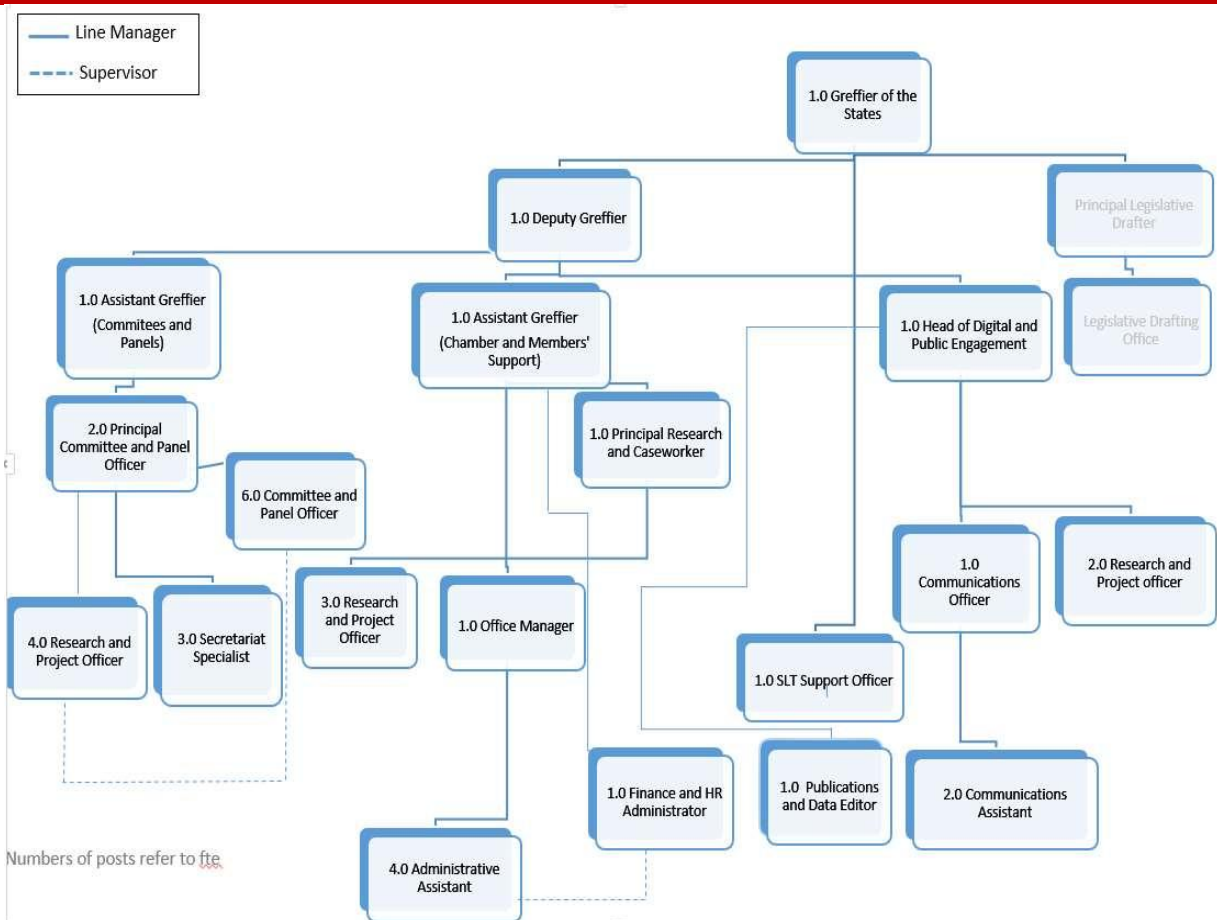 Line Manager
Supervisor
1.0 Greffier of the
States
Principal Legislative
Drafter
1.0 Deputy Greffier
1.0 Assistant Greffier
(Commitees and
Panels)
1.0 Assistant Greffier
(Chamber and Members'
Support)
1.0 Head of Digital and
Public Engagement
Legislative Drafting
Office
2.0 Principal
Committee and Panel
Officer
1.0 Principal Research
and Caseworker
6.0 Committee and
Panel Officer
1.0
Communications
Officer
2.0 Research and
Project officer
4.0 Research and
Project Officer
3.0 Secretariat
Specialist
3.0 Research
and Project
Officer
1.0 Office Manager
1.0 SLT Support Officer
1.0 Finance and HR
Administrator
1.0 Publications
and Data Editor
2.0 Communications
Assistant
Numbers of posts refer to fte
4.0 Administrative
Assistant